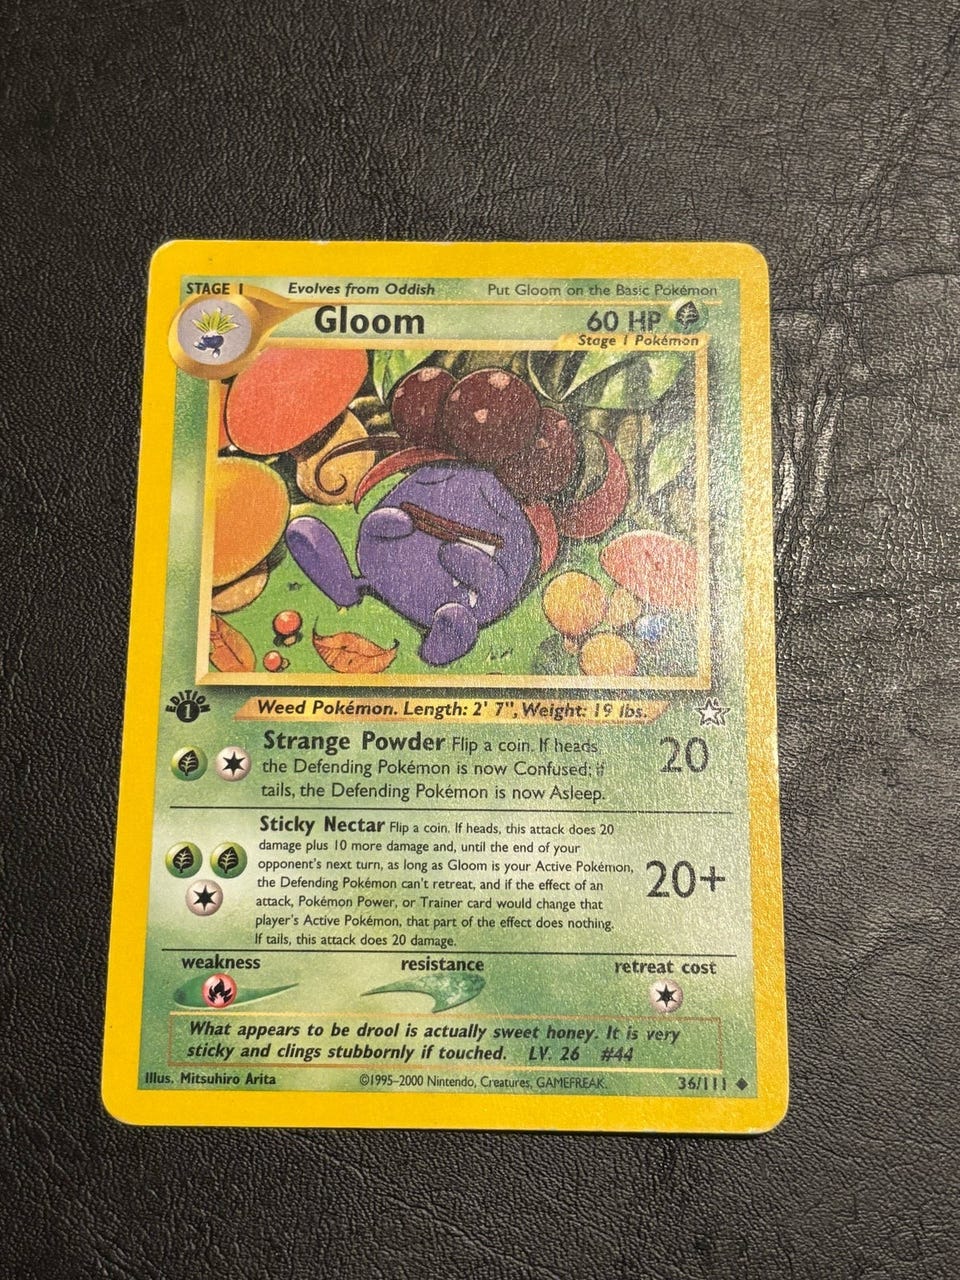 STAGE 1 Evolves from Oddish Put Gloom on the Basic Pokémon
Gloom 60 HP
Stage 1 Pokémon
EDITION
1
Weed Pokémon. Length: 2' 7", Weight: 19 lbs.
Strange Powder Flip a coin. If heads,
the Defending Pokémon is now Confused; if
tails, the Defending Pokémon is now Asleep.
20
Sticky Nectar Flip a coin. If heads, this attack does 20
damage plus 10 more damage and, until the end of your
opponent's next turn, as long as Gloom is your Active Pokémon,
the Defending Pokémon can't retreat, and if the effect of an
attack, Pokémon Power, or Trainer card would change that
player's Active Pokémon, that part of the effect does nothing.
If tails, this attack does 20 damage.
20+
weakness resistance retreat cost
What appears to be drool is actually sweet honey. It is very
sticky and clings stubbornly if touched. LV. 26 #44
Illus. Mitsuhiro Arita ©1995-2000 Nintendo, Creatures, GAMEFREAK. 36/111